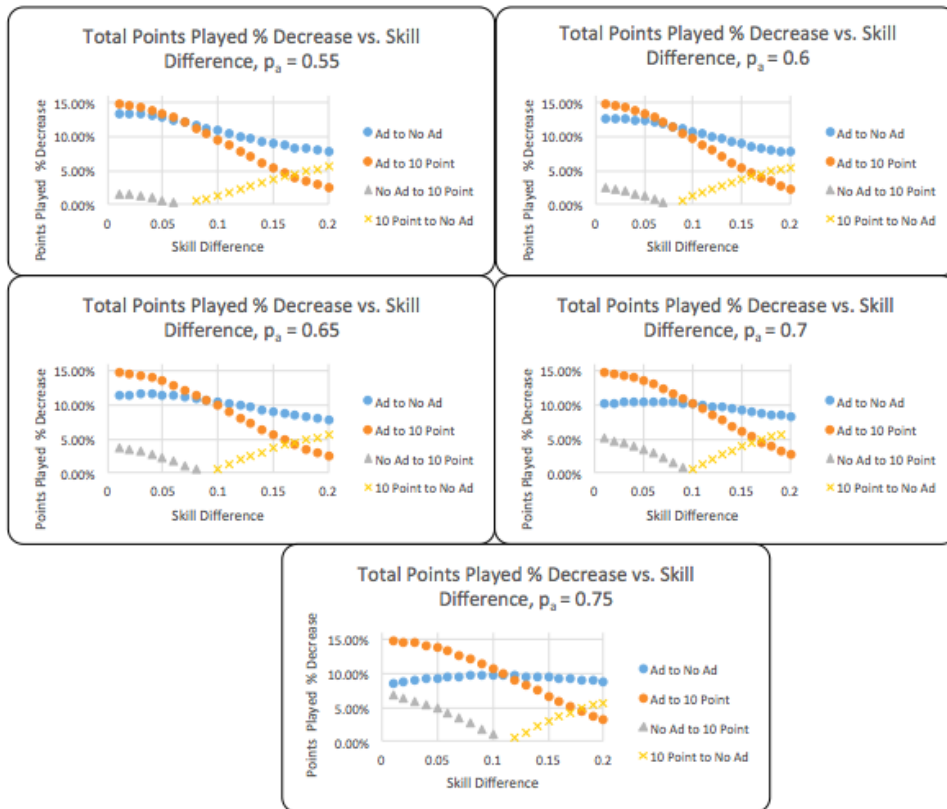 Total Points Played % Decrease vs. Skill
Difference, pₐ = 0.55
Points Played % Decrease
15.00%
10.00%
5.00%
0.00%
0 0.05 0.1 0.15 0.2
Skill Difference
Ad to No Ad
Ad to 10 Point
No Ad to 10 Point
10 Point to No Ad
Total Points Played % Decrease vs. Skill
Difference, pₐ = 0.6
Points Played % Decrease
15.00%
10.00%
5.00%
0.00%
0 0.05 0.1 0.15 0.2
Skill Difference
Ad to No Ad
Ad to 10 Point
No Ad to 10 Point
10 Point to No Ad
Total Points Played % Decrease vs. Skill
Difference, pₐ = 0.65
Points Played % Decrease
15.00%
10.00%
5.00%
0.00%
0 0.05 0.1 0.15 0.2
Skill Difference
Ad to No Ad
Ad to 10 Point
No Ad to 10 Point
10 Point to No Ad
Total Points Played % Decrease vs. Skill
Difference, pₐ = 0.7
Points Played % Decrease
15.00%
10.00%
5.00%
0.00%
0 0.05 0.1 0.15 0.2
Skill Difference
Ad to No Ad
Ad to 10 Point
No Ad to 10 Point
10 Point to No Ad
Total Points Played % Decrease vs. Skill
Difference, pₐ = 0.75
Points Played % Decrease
15.00%
10.00%
5.00%
0.00%
0 0.05 0.1 0.15 0.2
Skill Difference
Ad to No Ad
Ad to 10 Point
No Ad to 10 Point
10 Point to No Ad